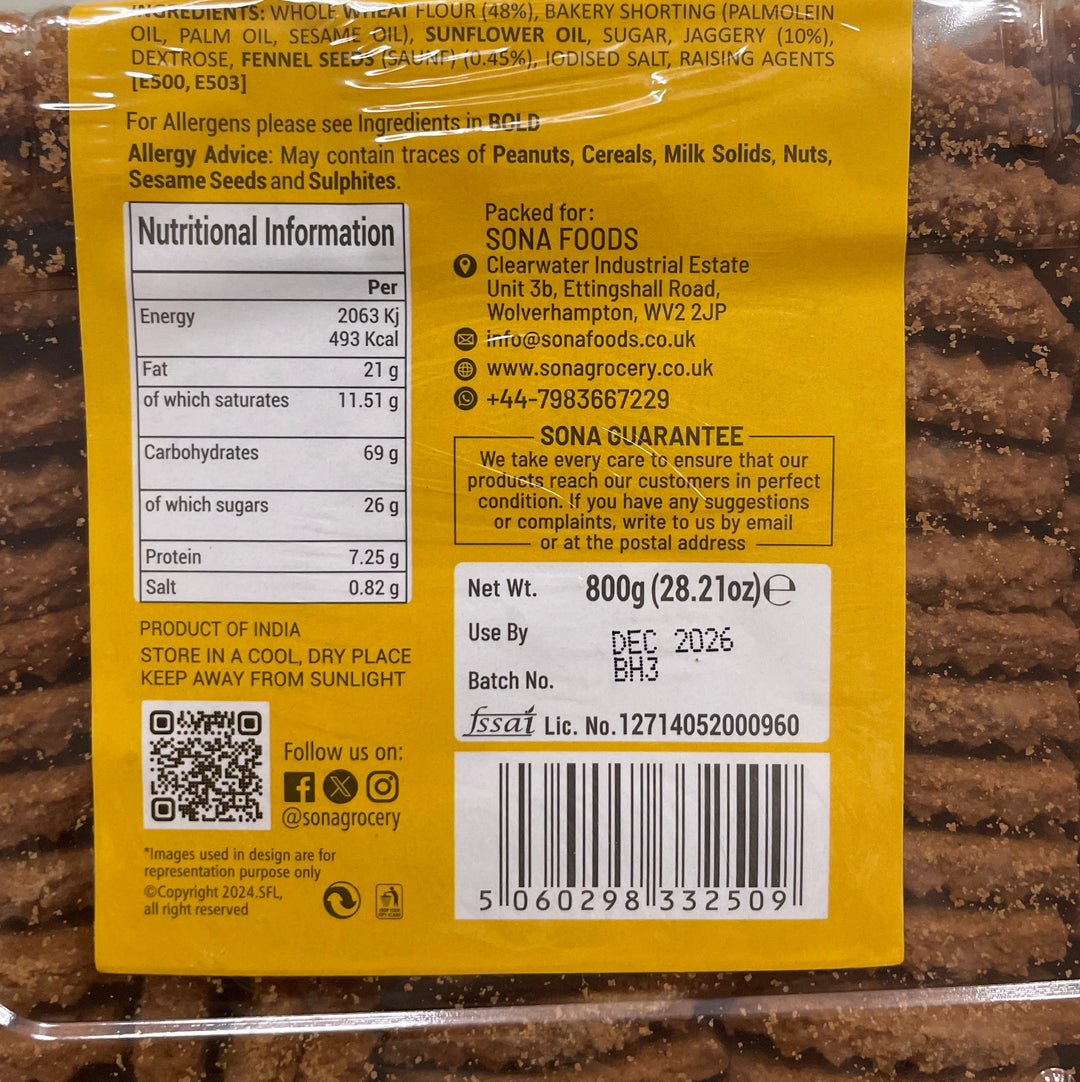 INGREDIENTS: WHOLE WHEAT FLOUR (48%), BAKERY SHORTING (PALMOLEIN
OIL, PALM OIL, SESAME OIL), SUNFLOWER OIL, SUGAR, JAGGERY (10%),
DEXTROSE, FENNEL SEEDS (SAUNF) (0.45%), IODISED SALT, RAISING AGENTS
[E500, E503]
For Allergens please see Ingredients in BOLD
Allergy Advice: May contain traces of Peanuts, Cereals, Milk Solids, Nuts,
Sesame Seeds and Sulphites.
Nutritional Information
Per
Energy 2063 Kj
493 Kcal
Fat 21 g
of which saturates 11.51 g
Carbohydrates 69 g
of which sugars 26 g
Protein 7.25 g
Salt 0.82 g
PRODUCT OF INDIA
STORE IN A COOL, DRY PLACE
KEEP AWAY FROM SUNLIGHT
Follow us on:
@sonagrocery
*Images used in design are for
representation purpose only
©Copyright 2024.SFL,
all right reserved
Packed for:
SONA FOODS
Clearwater Industrial Estate
Unit 3b, Ettingshall Road,
Wolverhampton, WV2 2JP
info@sonafoods.co.uk
www.sonagrocery.co.uk
+44-7983667229
SONA GUARANTEE
We take every care to ensure that our
products reach our customers in perfect
condition. If you have any suggestions
or complaints, write to us by email
or at the postal address
Net Wt. 800g (28.21oz)℮
Use By DEC 2026
BH3
Batch No.
fssai Lic. No. 12714052000960
5 060298 332509